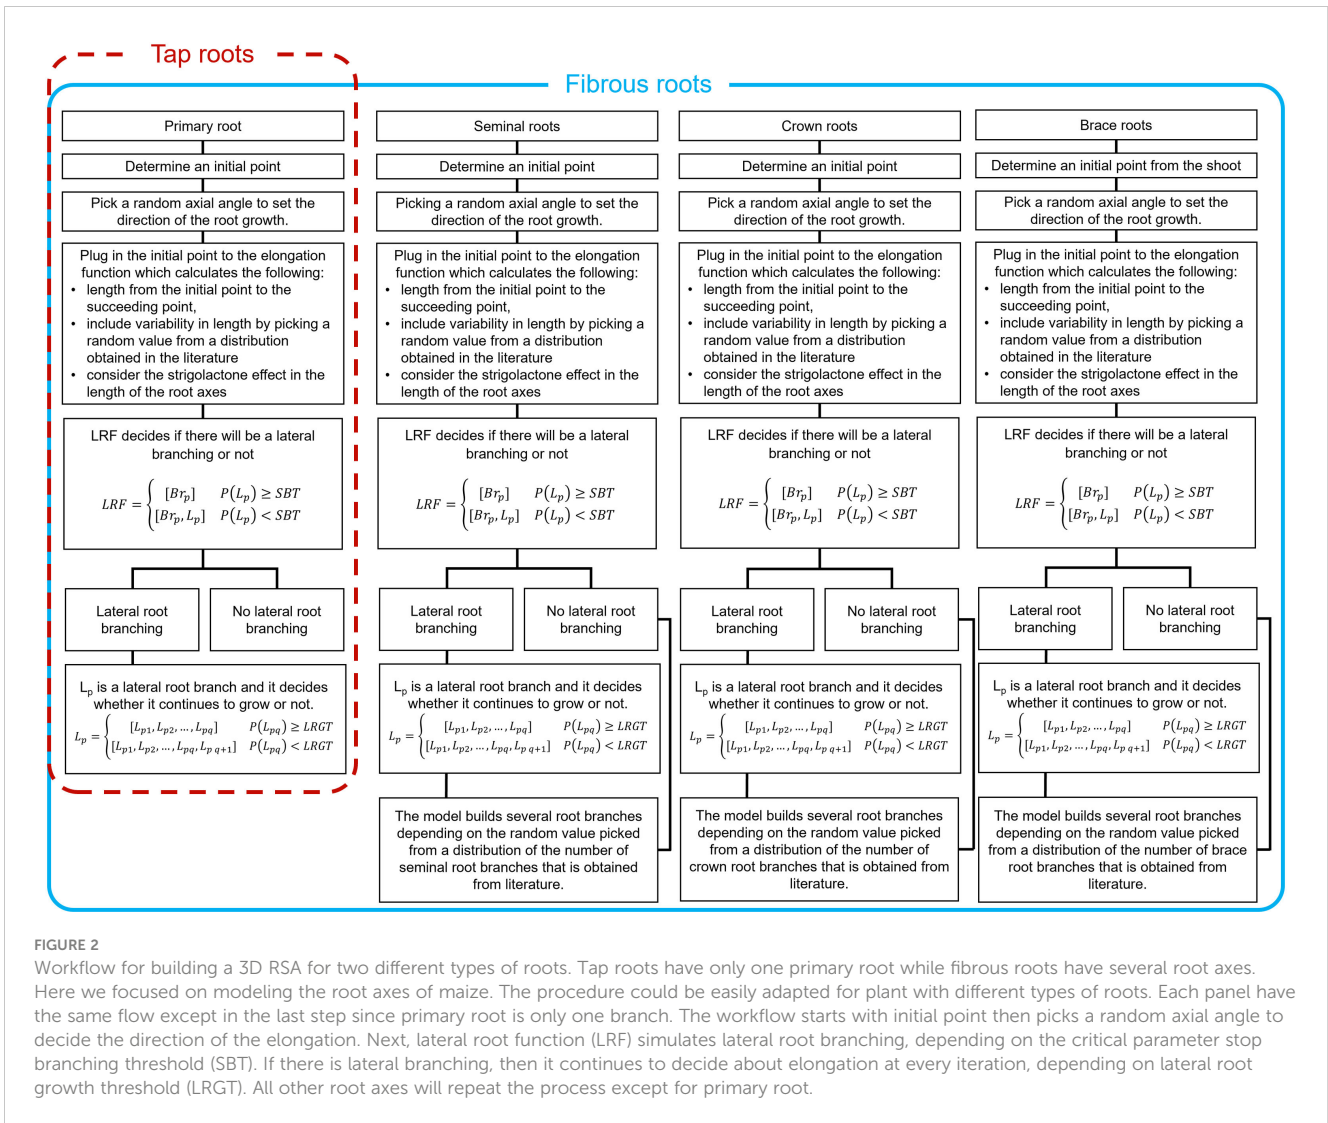 Tap roots
Fibrous roots
Primary root
Determine an initial point
Pick a random axial angle to set the
direction of the root growth.
Plug in the initial point to the elongation
function which calculates the following:
• length from the initial point to the
succeeding point,
• include variability in length by picking a
random value from a distribution
obtained in the literature
• consider the strigolactone effect in the
length of the root axes
LRF decides if there will be a lateral
branching or not
LRF = { [Br_p] P(L_p) ≥ SBT
[Br_p, L_p] P(L_p) < SBT
Lateral root
branching
No lateral root
branching
L_p is a lateral root branch and it decides
whether it continues to grow or not.
L_p = { [L_p1, L_p2, …, L_pq] P(L_pq) ≥ LRGT
[L_p1, L_p2, …, L_pq, L_p q+1] P(L_pq) < LRGT
Seminal roots
Determine an initial point
Picking a random axial angle to set the
direction of the root growth.
Plug in the initial point to the elongation
function which calculates the following:
• length from the initial point to the
succeeding point,
• include variability in length by picking a
random value from a distribution
obtained in the literature
• consider the strigolactone effect in the
length of the root axes
LRF decides if there will be a lateral
branching or not
LRF = { [Br_p] P(L_p) ≥ SBT
[Br_p, L_p] P(L_p) < SBT
Lateral root
branching
No lateral root
branching
L_p is a lateral root branch and it decides
whether it continues to grow or not.
L_p = { [L_p1, L_p2, …, L_pq] P(L_pq) ≥ LRGT
[L_p1, L_p2, …, L_pq, L_p q+1] P(L_pq) < LRGT
The model builds several root branches
depending on the random value picked
from a distribution of the number of
seminal root branches that is obtained
from literature.
Crown roots
Determine an initial point
Pick a random axial angle to set the
direction of the root growth.
Plug in the initial point to the elongation
function which calculates the following:
• length from the initial point to the
succeeding point,
• include variability in length by picking a
random value from a distribution
obtained in the literature
• consider the strigolactone effect in the
length of the root axes
LRF decides if there will be a lateral
branching or not
LRF = { [Br_p] P(L_p) ≥ SBT
[Br_p, L_p] P(L_p) < SBT
Lateral root
branching
No lateral root
branching
L_p is a lateral root branch and it decides
whether it continues to grow or not.
L_p = { [L_p1, L_p2, …, L_pq] P(L_pq) ≥ LRGT
[L_p1, L_p2, …, L_pq, L_p q+1] P(L_pq) < LRGT
The model builds several root branches
depending on the random value picked
from a distribution of the number of
crown root branches that is obtained from
literature.
Brace roots
Determine an initial point from the shoot
Pick a random axial angle to set the
direction of the root growth.
Plug in the initial point to the elongation
function which calculates the following:
• length from the initial point to the
succeeding point,
• include variability in length by picking a
random value from a distribution
obtained in the literature
• consider the strigolactone effect in the
length of the root axes
LRF decides if there will be a lateral
branching or not
LRF = { [Br_p] P(L_p) ≥ SBT
[Br_p, L_p] P(L_p) < SBT
Lateral root
branching
No lateral root
branching
L_p is a lateral root branch and it decides
whether it continues to grow or not.
L_p = { [L_p1, L_p2, …, L_pq] P(L_pq) ≥ LRGT
[L_p1, L_p2, …, L_pq, L_p q+1] P(L_pq) < LRGT
The model builds several root branches
depending on the random value picked
from a distribution of the number of brace
root branches that is obtained from
literature.
FIGURE 2
Workflow for building a 3D RSA for two different types of roots. Tap roots have only one primary root while fibrous roots have several root axes.
Here we focused on modeling the root axes of maize. The procedure could be easily adapted for plant with different types of roots. Each panel have
the same flow except in the last step since primary root is only one branch. The workflow starts with initial point then picks a random axial angle to
decide the direction of the elongation. Next, lateral root function (LRF) simulates lateral root branching, depending on the critical parameter stop
branching threshold (SBT). If there is lateral branching, then it continues to decide about elongation at every iteration, depending on lateral root
growth threshold (LRGT). All other root axes will repeat the process except for primary root.